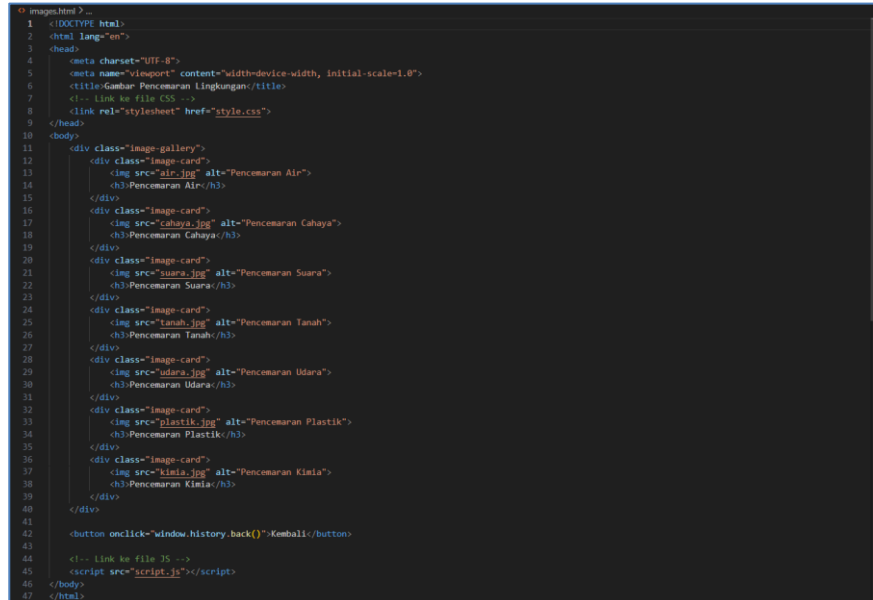 images.html > ...
1 <!DOCTYPE html>
2 <html lang="en">
3 <head>
4 <meta charset="UTF-8">
5 <meta name="viewport" content="width=device-width, initial-scale=1.0">
6 <title>Gambar Pencemaran Lingkungan</title>
7 <!-- Link ke file CSS -->
8 <link rel="stylesheet" href="style.css">
9 </head>
10 <body>
11 <div class="image-gallery">
12 <div class="image-card">
13 <img src="air.jpg" alt="Pencemaran Air">
14 <h3>Pencemaran Air</h3>
15 </div>
16 <div class="image-card">
17 <img src="cahaya.jpg" alt="Pencemaran Cahaya">
18 <h3>Pencemaran Cahaya</h3>
19 </div>
20 <div class="image-card">
21 <img src="suara.jpg" alt="Pencemaran Suara">
22 <h3>Pencemaran Suara</h3>
23 </div>
24 <div class="image-card">
25 <img src="tanah.jpg" alt="Pencemaran Tanah">
26 <h3>Pencemaran Tanah</h3>
27 </div>
28 <div class="image-card">
29 <img src="udara.jpg" alt="Pencemaran Udara">
30 <h3>Pencemaran Udara</h3>
31 </div>
32 <div class="image-card">
33 <img src="plastik.jpg" alt="Pencemaran Plastik">
34 <h3>Pencemaran Plastik</h3>
35 </div>
36 <div class="image-card">
37 <img src="kimia.jpg" alt="Pencemaran Kimia">
38 <h3>Pencemaran Kimia</h3>
39 </div>
40 </div>
41
42 <button onclick="window.history.back()">Kembali</button>
43
44 <!-- Link ke file JS -->
45 <script src="script.js"></script>
46 </body>
47 </html>